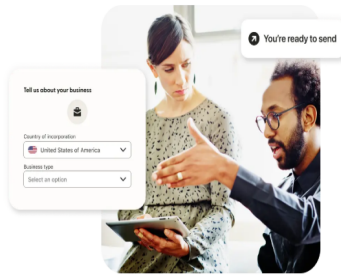 You're ready to send
Tell us about your business
Country of incorporation
United States of America
Business type
Select an option